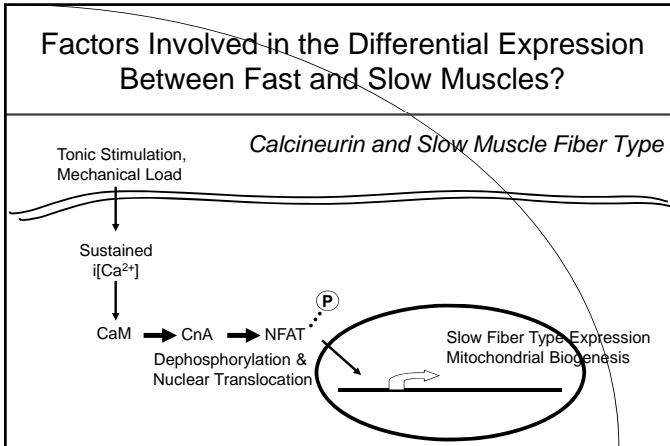 Factors Involved in the Differential Expression
Between Fast and Slow Muscles?
Calcineurin and Slow Muscle Fiber Type
Tonic Stimulation,
Mechanical Load
Sustained
i[Ca²⁺]
P
CaM
CnA
NFAT
Dephosphorylation &
Nuclear Translocation
Slow Fiber Type Expression
Mitochondrial Biogenesis